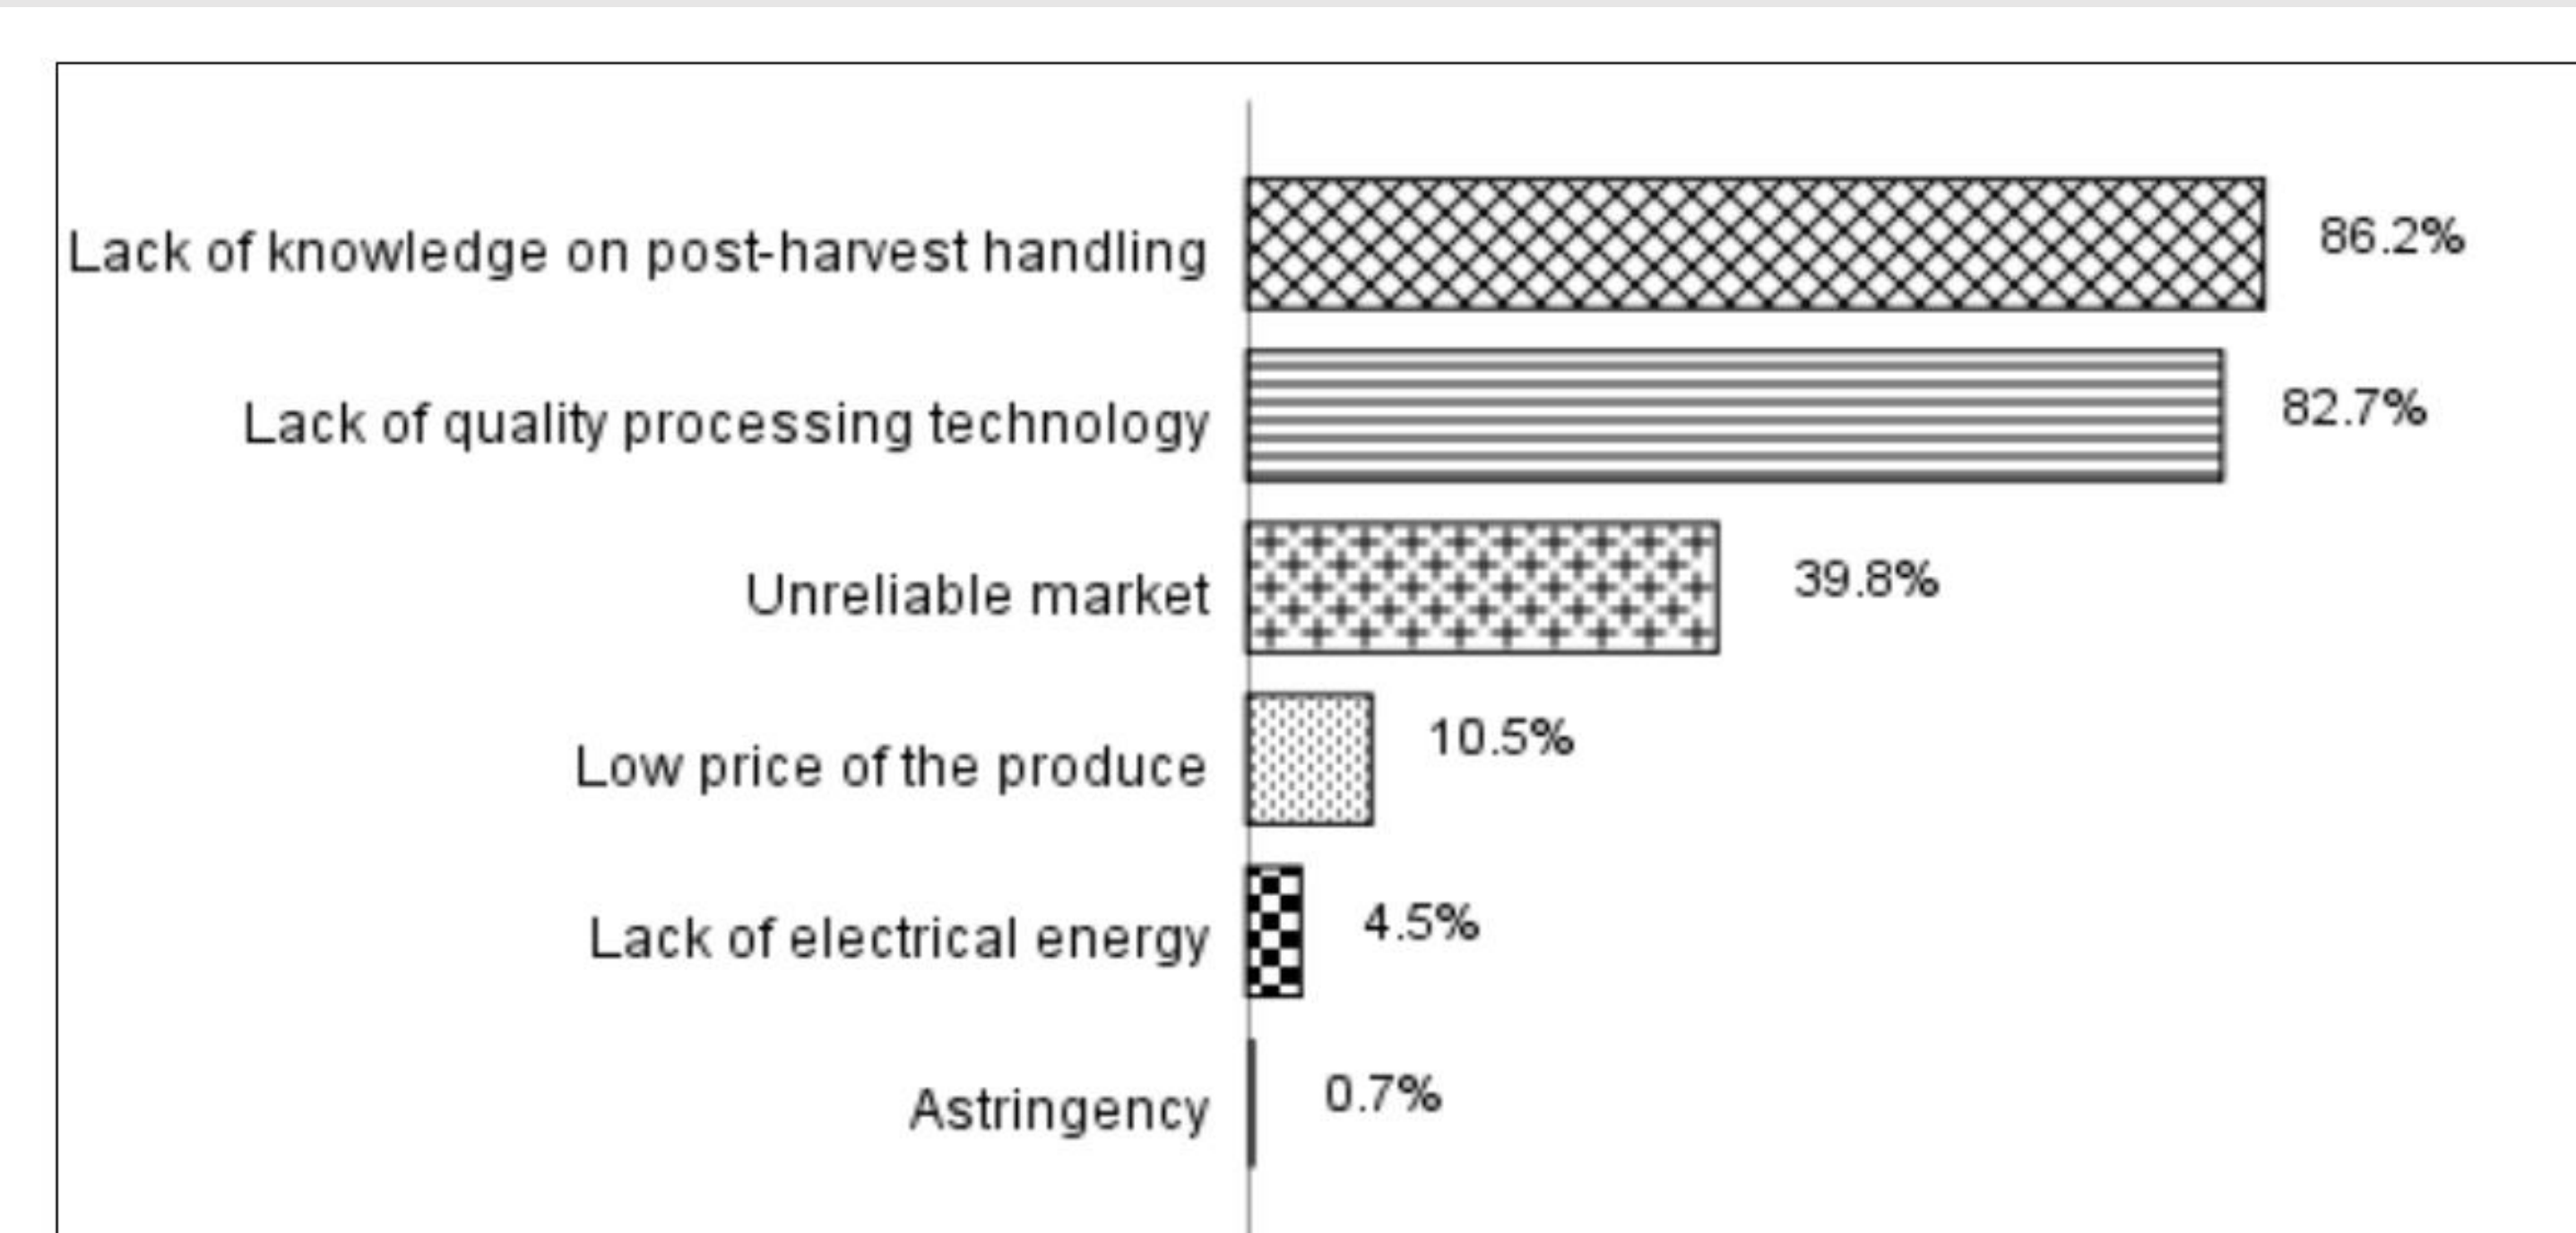 Lack of knowledge on post-harvest handling 86.2%
Lack of quality processing technology 82.7%
Unreliable market 39.8%
Low price of the produce 10.5%
Lack of electrical energy 4.5%
Astringency 0.7%